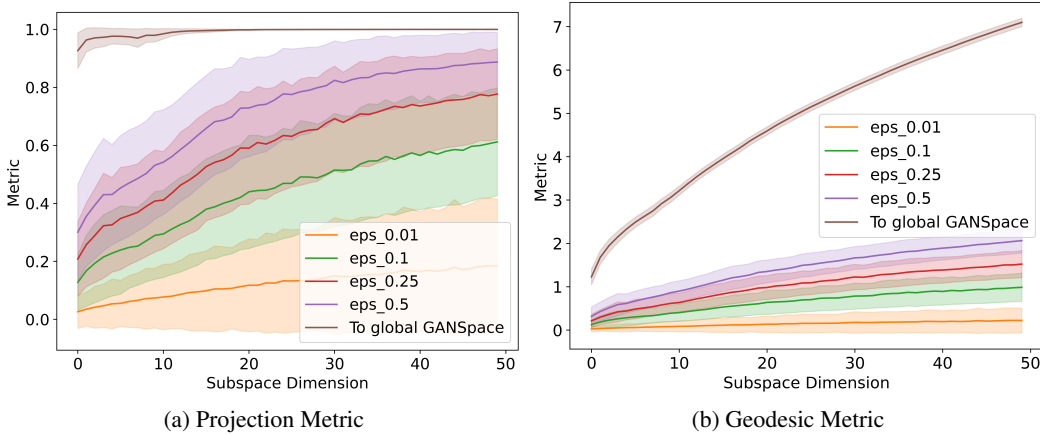 1.0
0.8
0.6
0.4
0.2
0.0
Metric
0
10
20
30
40
50
Subspace Dimension
eps_0.01
eps_0.1
eps_0.25
eps_0.5
To global GANSpace
(a) Projection Metric
7
6
5
4
3
2
1
0
Metric
0
10
20
30
40
50
Subspace Dimension
eps_0.01
eps_0.1
eps_0.25
eps_0.5
To global GANSpace
(b) Geodesic Metric